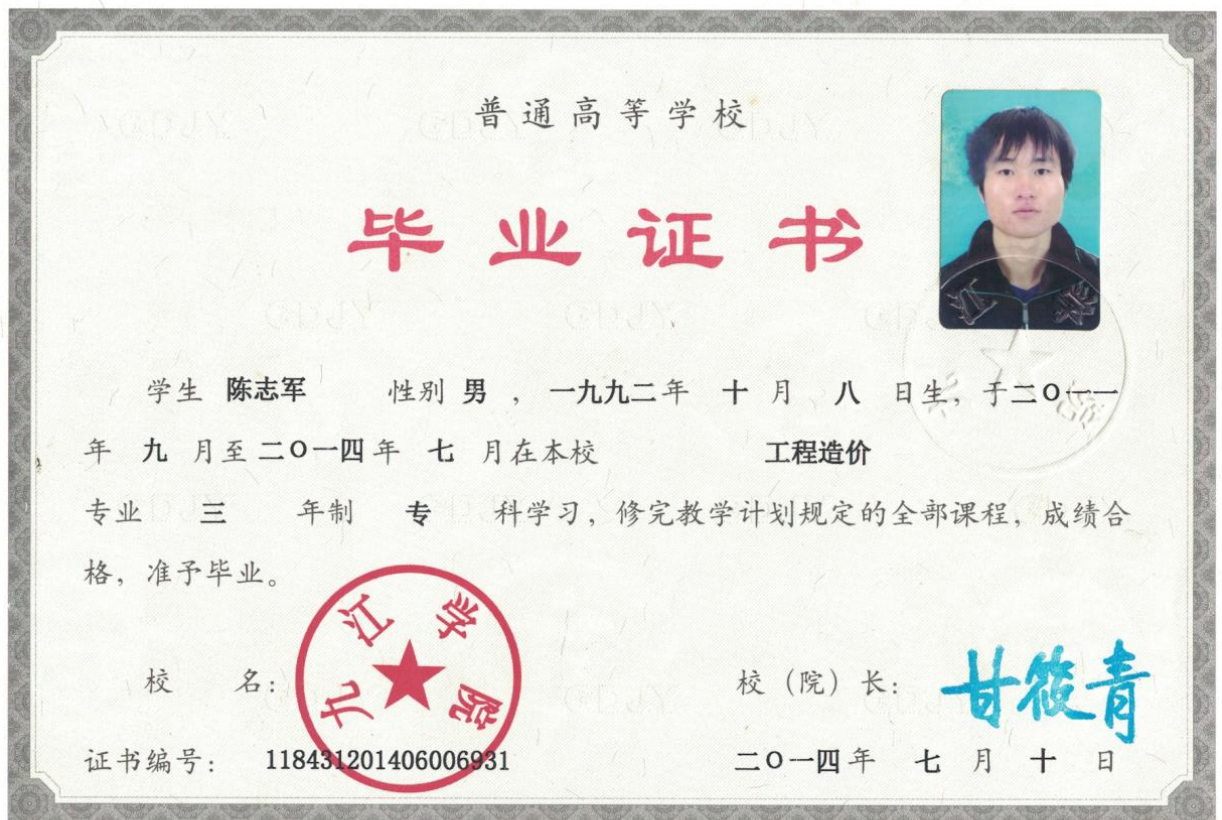 普通高等学校
毕业证书
学生 陈志军 性别 男 ，一九九二年 十 月 八 日生，于二O一一
年 九 月至 二O一四年 七 月在本校 工程造价
专业 三 年制 专 科学习，修完教学计划规定的全部课程，成绩合
格，准予毕业。
九江学院
校 名： 校（院）长： 甘筱青
证书编号： 118431201406006931 二O一四年 七 月 十 日